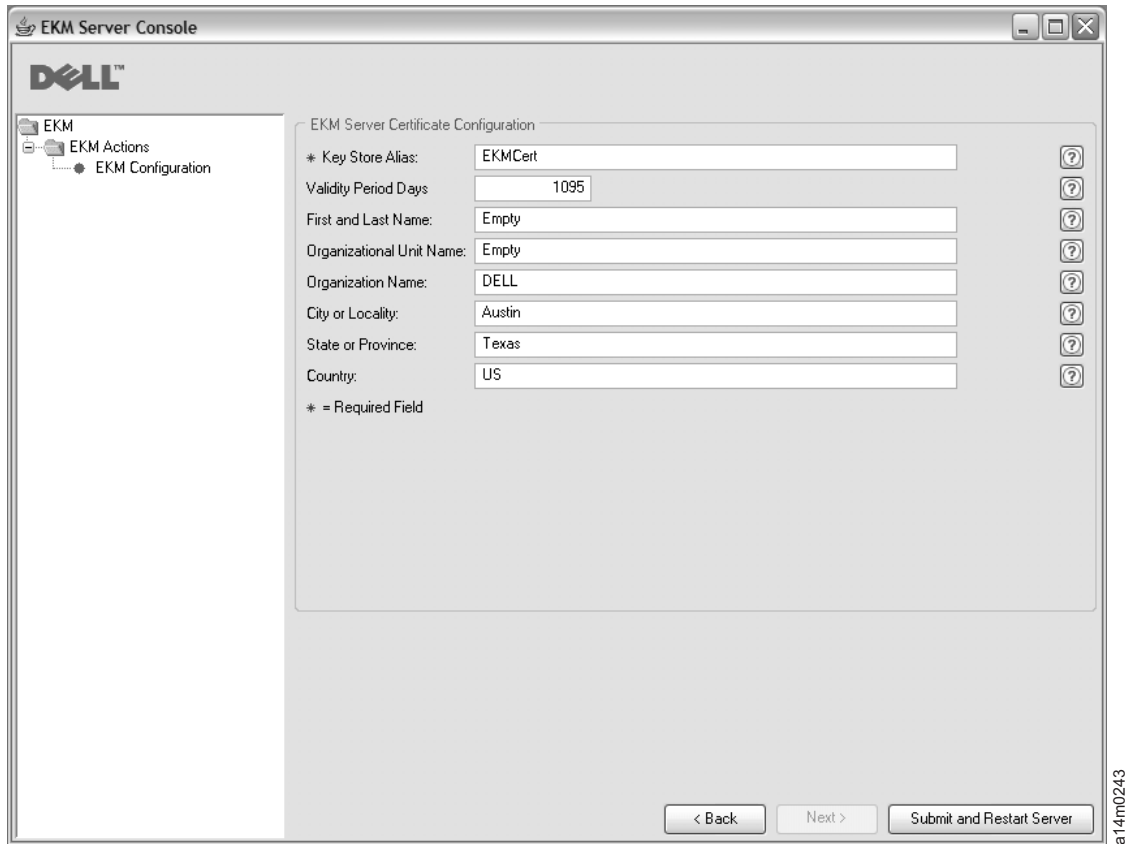 EKM Server Console
DELL™
EKM
EKM Actions
EKM Configuration
EKM Server Certificate Configuration
* Key Store Alias: EKMCert
Validity Period Days 1095
First and Last Name: Empty
Organizational Unit Name: Empty
Organization Name: DELL
City or Locality: Austin
State or Province: Texas
Country: US
* = Required Field
< Back Next > Submit and Restart Server
a14m0243